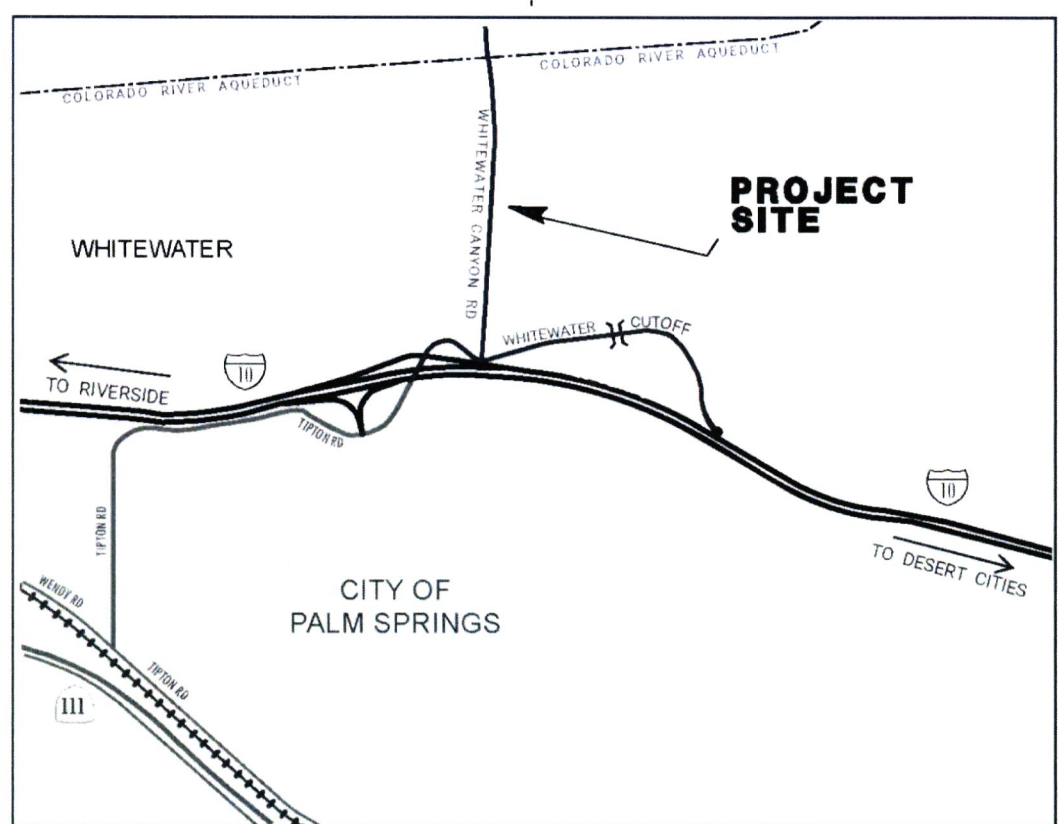 COLORADO RIVER AQUEDUCT
COLORADO RIVER AQUEDUCT
WHITEWATER CANYON RD
PROJECT
SITE
WHITEWATER
WHITEWATER CUTOFF
10
TO RIVERSIDE
TIPTON RD
10
TIPTON RD
TO DESERT CITIES
WENDY RD
CITY OF
PALM SPRINGS
TIPTON RD
111